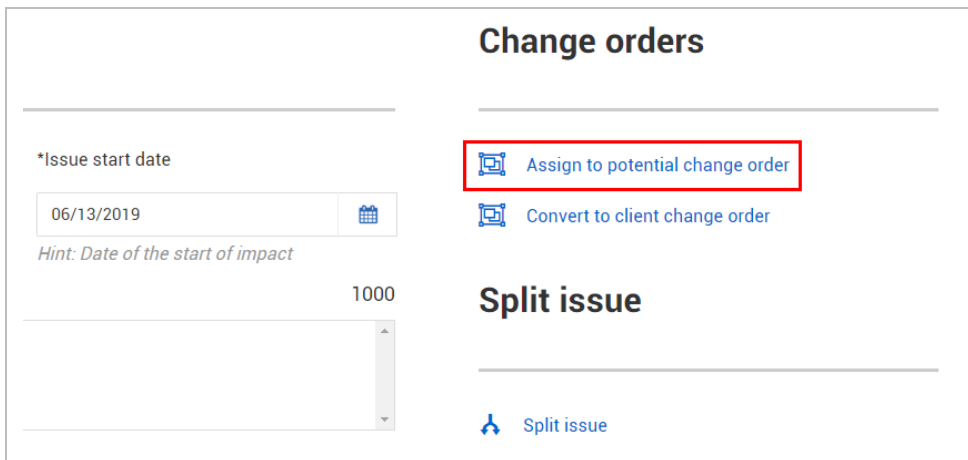 Change orders
*Issue start date
Assign to potential change order
06/13/2019
Convert to client change order
Hint: Date of the start of impact
1000
Split issue
Split issue